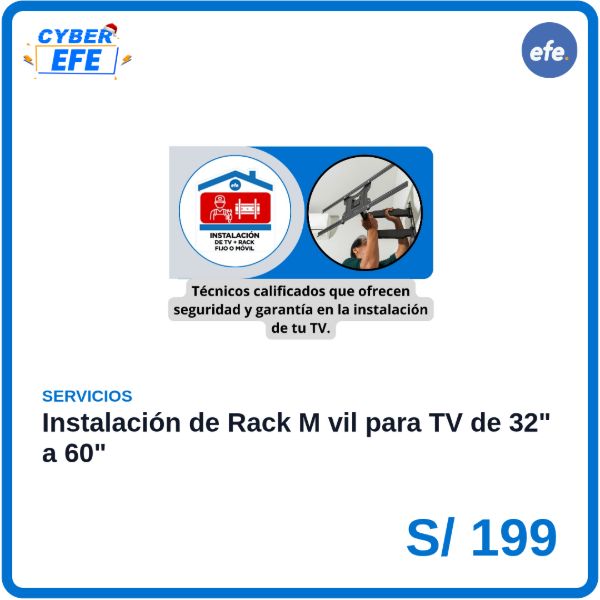 CYBER
EFE
efe.
efe
INSTALACIÓN
DE TV + RACK
FIJO O MÓVIL
Técnicos calificados que ofrecen
seguridad y garantía en la instalación
de tu TV.
SERVICIOS
Instalación de Rack M vil para TV de 32"
a 60"
S/ 199